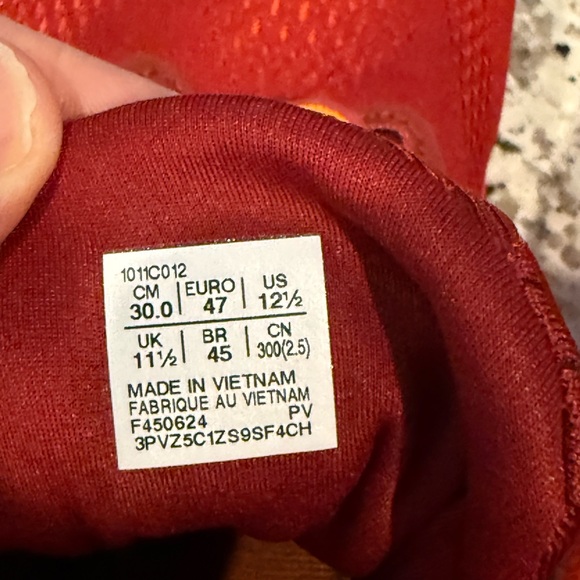 1011C012
CM | EURO | US
30.0 | 47 | 12½
UK | BR | CN
11½ | 45 | 300(2.5)
MADE IN VIETNAM
FABRIQUE AU VIETNAM
F450624 PV
3PVZ5C1ZS9SF4CH